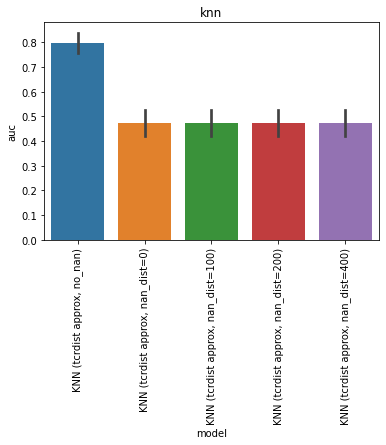 knn
auc
0.8
0.7
0.6
0.5
0.4
0.3
0.2
0.1
0.0
KNN (tcrdist approx, no_nan)
KNN (tcrdist approx, nan_dist=0)
KNN (tcrdist approx, nan_dist=100)
KNN (tcrdist approx, nan_dist=200)
KNN (tcrdist approx, nan_dist=400)
model